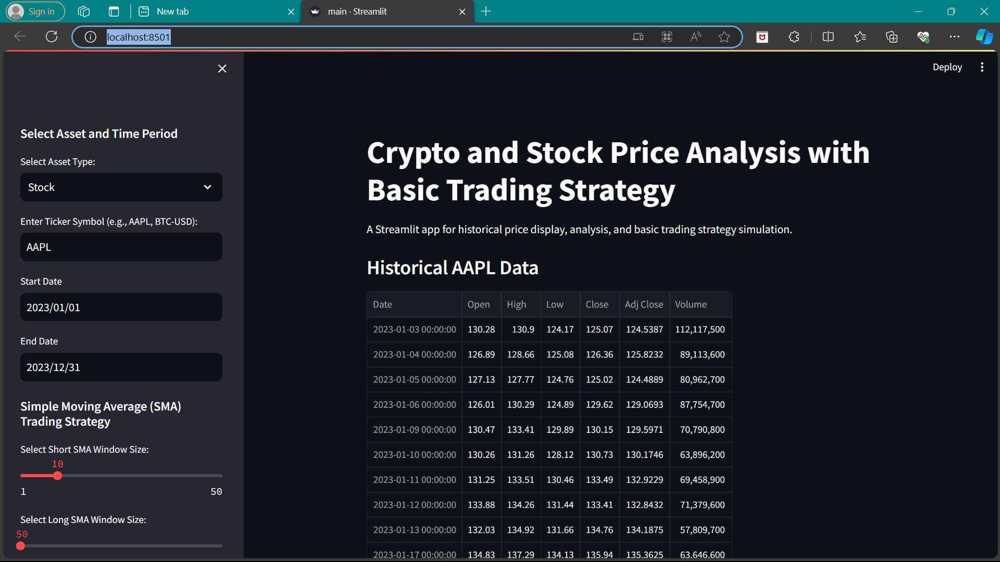 Sign in
New tab
main · Streamlit
localhost:8501
Deploy
Select Asset and Time Period
Select Asset Type:
Stock
Enter Ticker Symbol (e.g., AAPL, BTC-USD):
AAPL
Start Date
2023/01/01
End Date
2023/12/31
Simple Moving Average (SMA)
Trading Strategy
Select Short SMA Window Size:
10
1 50
Select Long SMA Window Size:
50
Crypto and Stock Price Analysis with
Basic Trading Strategy
A Streamlit app for historical price display, analysis, and basic trading strategy simulation.
Historical AAPL Data
Date Open High Low Close Adj Close Volume
2023-01-03 00:00:00 130.28 130.9 124.17 125.07 124.5387 112,117,500
2023-01-04 00:00:00 126.89 128.66 125.08 126.36 125.8232 89,113,600
2023-01-05 00:00:00 127.13 127.77 124.76 125.02 124.4889 80,962,700
2023-01-06 00:00:00 126.01 130.29 124.89 129.62 129.0693 87,754,700
2023-01-09 00:00:00 130.47 133.41 129.89 130.15 129.5971 70,790,800
2023-01-10 00:00:00 130.26 131.26 128.12 130.73 130.1746 63,896,200
2023-01-11 00:00:00 131.25 133.51 130.46 133.49 132.9229 69,458,900
2023-01-12 00:00:00 133.88 134.26 131.44 133.41 132.8432 71,379,600
2023-01-13 00:00:00 132.03 134.92 131.66 134.76 134.1875 57,809,700
2023-01-17 00:00:00 134.83 137.29 134.13 135.94 135.3625 63,646,600